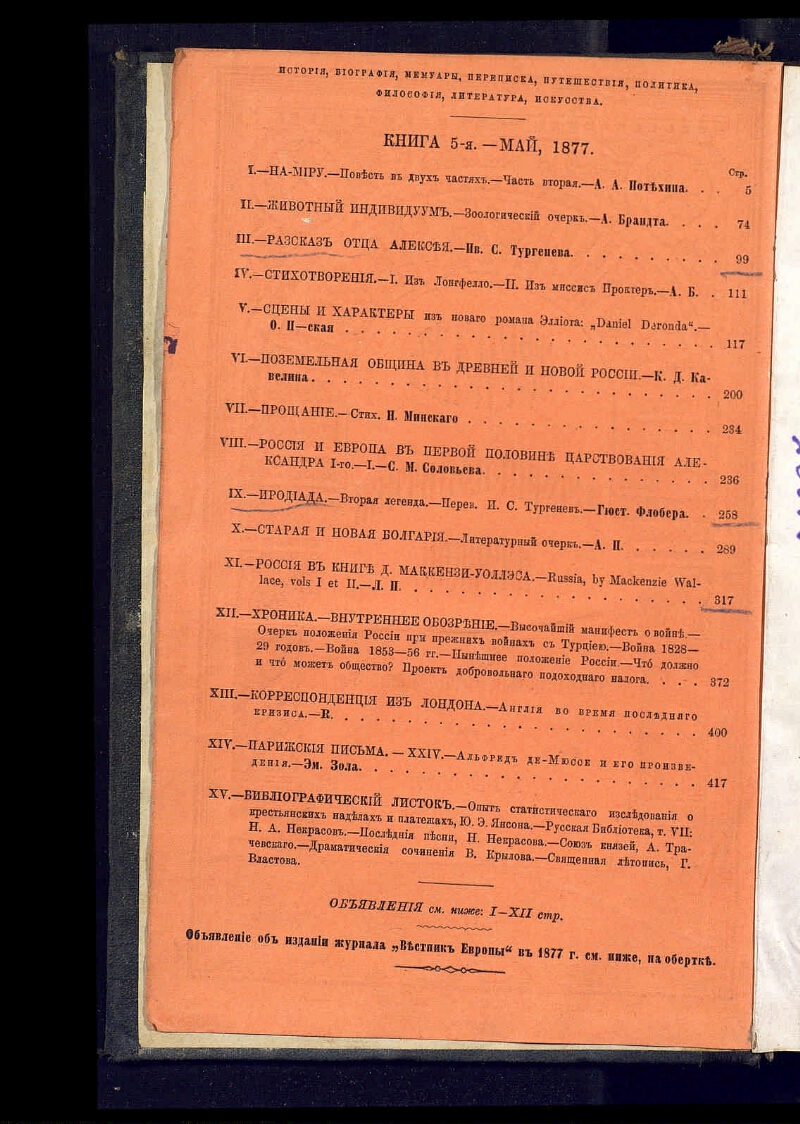 ИСТОРІЯ, БІОГРАФІЯ, МЕМУАРЫ, ПЕРЕПИСКА, ПУТЕШЕСТВІЯ, ПОЛИТИКА,
ФИЛОСОФІЯ, ЛИТЕРАТУРА, ИСКУССТВА.
КНИГА 5-я. — МАЙ, 1877.
Стр.
I.—НА-МІРУ.—Повѣсть въ двухъ частяхъ.—Часть вторая.—А. А. Потѣхина. . . 5
II.—ЖИВОТНЫЙ ИНДИВИДУУМЪ.—Зоологическій очеркъ.—А. Брандта. . . . 74
III.—РАЗСКАЗЪ ОТЦА АЛЕКСѢЯ.—Ив. С. Тургенева. . . . . . . . . 99
IV.—СТИХОТВОРЕНІЯ.—I. Изъ Лонгфелло.—II. Изъ миссисъ Проктеръ.—А. Б. . 111
V.—СЦЕНЫ И ХАРАКТЕРЫ изъ новаго романа Элліота: „Daniel Deronda“.—
О. П—ская . . . . . . . . . . . . . . . . . . . . 117
VI.—ПОЗЕМЕЛЬНАЯ ОБЩИНА ВЪ ДРЕВНЕЙ И НОВОЙ РОССІИ.—К. Д. Ка-
велина. . . . . . . . . . . . . . . . . . . . . 200
VII.—ПРОЩАНІЕ.—Стих. Н. Минскаго . . . . . . . . . . . . . 234
VIII.—РОССІЯ И ЕВРОПА ВЪ ПЕРВОЙ ПОЛОВИНѢ ЦАРСТВОВАНІЯ АЛЕ-
КСАНДРА I-го.—I.—С. М. Соловьева. . . . . . . . . . . . 236
IX.—ИРОДІАДА.—Вторая легенда.—Перев. И. С. Тургеневъ.—Гюст. Флобера. . 258
X.—СТАРАЯ И НОВАЯ БОЛГАРІЯ.—Литературный очеркъ.—А. П. . . . . . 289
XI.—РОССІЯ ВЪ КНИГѢ Д. МАККЕНЗИ-УОЛЛЭСА.—Russia, by Mackenzie Wal-
lace, vols I et II.—Л. П. . . . . . . . . . . . . . . . . 317
XII.—ХРОНИКА.—ВНУТРЕННЕЕ ОБОЗРѢНІЕ.—Высочайшій манифестъ о войнѣ.—
Очеркъ положенія Россіи при прежнихъ войнахъ съ Турціею.—Война 1828—
29 годовъ.—Война 1853—56 гг.—Нынѣшнее положеніе Россіи.—Что́ должно
и что́ можетъ общество? Проектъ добровольнаго подоходнаго налога. . . . 372
XIII.—КОРРЕСПОНДЕНЦІЯ ИЗЪ ЛОНДОНА.—Англія во время послѣдняго
кризиса.—R. . . . . . . . . . . . . . . . . . . . 400
XIV.—ПАРИЖСКІЯ ПИСЬМА.—XXIV.—Альфредъ де-Мюссе и его произве-
денія.—Эм. Зола. . . . . . . . . . . . . . . . . . 417
XV.—БИБЛІОГРАФИЧЕСКІЙ ЛИСТОКЪ.—Опытъ статистическаго изслѣдованія о
крестьянскихъ надѣлахъ и платежахъ, Ю. Э. Янсона.—Русская Библіотека, т. VII:
Н. А. Некрасовъ.—Послѣднія пѣсни, Н. Некрасова.—Союзъ князей, А. Тра-
чевскаго.—Драматическія сочиненія В. Крылова.—Священная лѣтопись, Г.
Властова.
ОБЪЯВЛЕНІЯ см. ниже: I—XII стр.
Объявленіе объ изданіи журнала „Вѣстникъ Европы“ въ 1877 г. см. ниже, на оберткѣ.